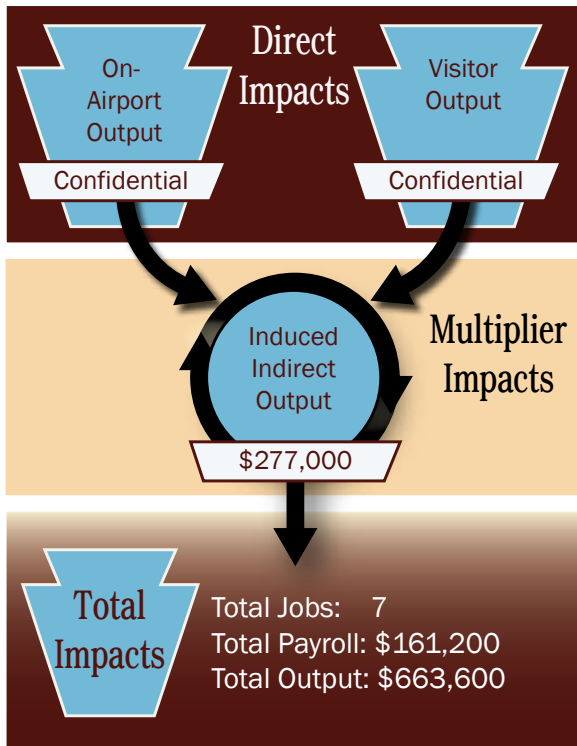 Direct
Impacts
On-
Airport
Output
Confidential
Visitor
Output
Confidential
Induced
Indirect
Output
$277,000
Multiplier
Impacts
Total
Impacts
Total Jobs: 7
Total Payroll: $161,200
Total Output: $663,600